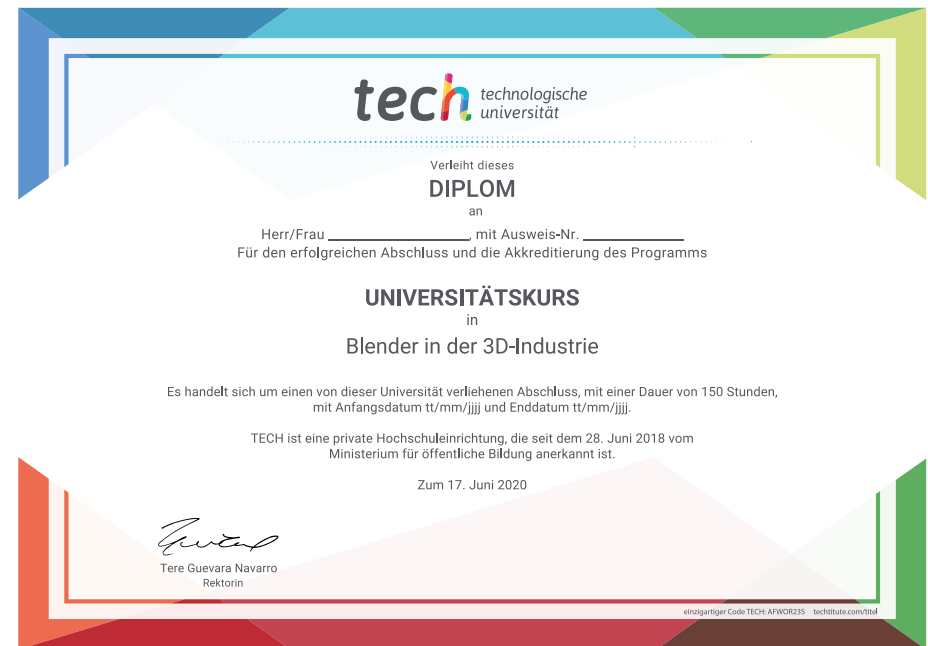 tech technologische
universität
Verleiht dieses
DIPLOM
an
Herr/Frau ________________, mit Ausweis-Nr. ____________
Für den erfolgreichen Abschluss und die Akkreditierung des Programms
UNIVERSITÄTSKURS
in
Blender in der 3D-Industrie
Es handelt sich um einen von dieser Universität verliehenen Abschluss, mit einer Dauer von 150 Stunden,
mit Anfangsdatum tt/mm/jjjj und Enddatum tt/mm/jjjj.
TECH ist eine private Hochschuleinrichtung, die seit dem 28. Juni 2018 vom
Ministerium für öffentliche Bildung anerkannt ist.
Zum 17. Juni 2020
Tere Guevara Navarro
Rektorin
einzigartiger Code TECH: AFWOR23S techtitute.com/titel